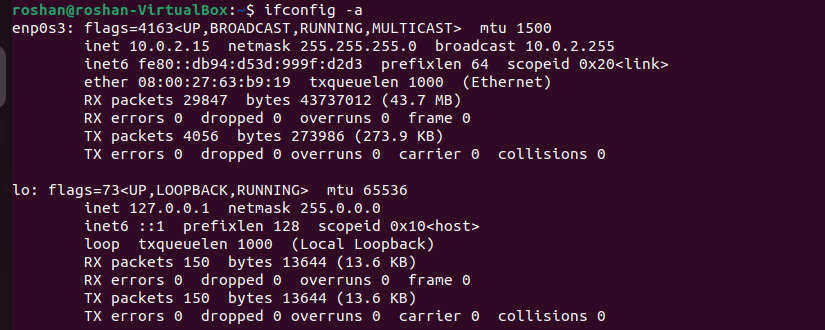 roshan@roshan-VirtualBox:~$ ifconfig -a
enp0s3: flags=4163<UP,BROADCAST,RUNNING,MULTICAST>  mtu 1500
        inet 10.0.2.15  netmask 255.255.255.0  broadcast 10.0.2.255
        inet6 fe80::db94:d53d:999f:d2d3  prefixlen 64  scopeid 0x20<link>
        ether 08:00:27:63:b9:19  txqueuelen 1000  (Ethernet)
        RX packets 29847  bytes 43737012 (43.7 MB)
        RX errors 0  dropped 0  overruns 0  frame 0
        TX packets 4056  bytes 273986 (273.9 KB)
        TX errors 0  dropped 0 overruns 0  carrier 0  collisions 0

lo: flags=73<UP,LOOPBACK,RUNNING>  mtu 65536
        inet 127.0.0.1  netmask 255.0.0.0
        inet6 ::1  prefixlen 128  scopeid 0x10<host>
        loop  txqueuelen 1000  (Local Loopback)
        RX packets 150  bytes 13644 (13.6 KB)
        RX errors 0  dropped 0  overruns 0  frame 0
        TX packets 150  bytes 13644 (13.6 KB)
        TX errors 0  dropped 0 overruns 0  carrier 0  collisions 0